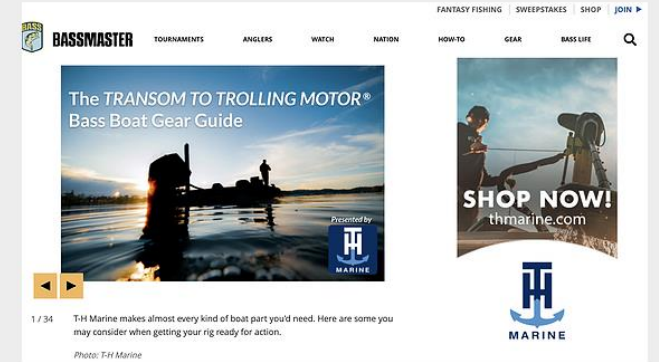 FANTASY FISHING SWEEPSTAKES SHOP JOIN
BASS
BASSMASTER TOURNAMENTS ANGLERS WATCH NATION HOW-TO GEAR BASS LIFE
The TRANSOM TO TROLLING MOTOR®
Bass Boat Gear Guide
Presented by
TH
MARINE
SHOP NOW!
thmarine.com
TH
MARINE
1 / 34
T-H Marine makes almost every kind of boat part you'd need. Here are some you
may consider when getting your rig ready for action.
Photo: T-H Marine